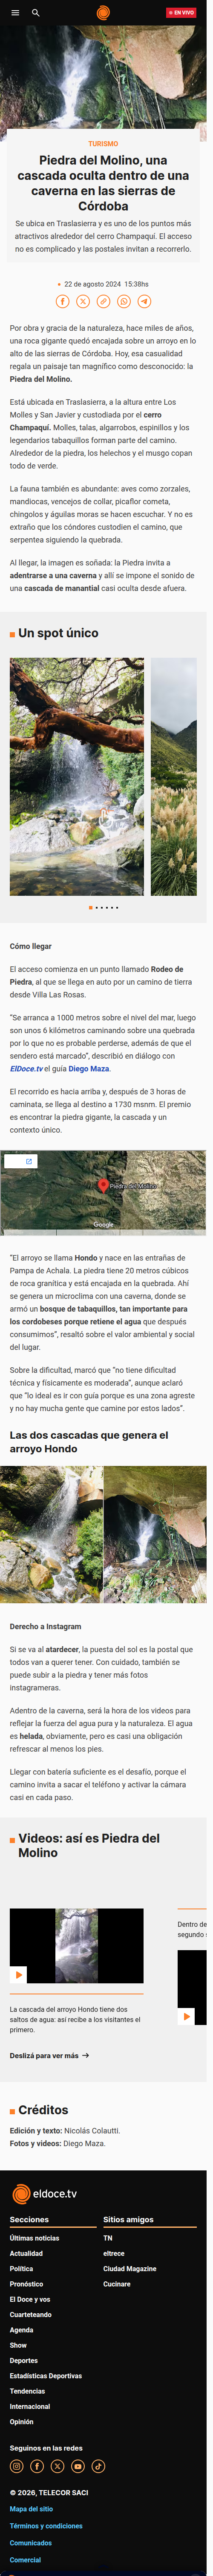 EN VIVO
TURISMO
Piedra del Molino, una
cascada oculta dentro de una
caverna en las sierras de
Córdoba
Se ubica en Traslasierra y es uno de los puntos más
atractivos alrededor del cerro Champaquí. El acceso
no es complicado y las postales invitan a recorrerlo.
22 de agosto 2024 15:38hs
Por obra y gracia de la naturaleza, hace miles de años,
una roca gigante quedó encajada sobre un arroyo en lo
alto de las sierras de Córdoba. Hoy, esa casualidad
regala un paisaje tan magnífico como desconocido: la
Piedra del Molino.
Está ubicada en Traslasierra, a la altura entre Los
Molles y San Javier y custodiada por el cerro
Champaquí. Molles, talas, algarrobos, espinillos y los
legendarios tabaquillos forman parte del camino.
Alrededor de la piedra, los helechos y el musgo copan
todo de verde.
La fauna también es abundante: aves como zorzales,
mandiocas, vencejos de collar, picaflor cometa,
chingolos y águilas moras se hacen escuchar. Y no es
extraño que los cóndores custodien el camino, que
serpentea siguiendo la quebrada.
Al llegar, la imagen es soñada: la Piedra invita a
adentrarse a una caverna y allí se impone el sonido de
una cascada de manantial casi oculta desde afuera.
Un spot único
Cómo llegar
El acceso comienza en un punto llamado Rodeo de
Piedra, al que se llega en auto por un camino de tierra
desde Villa Las Rosas.
“Se arranca a 1000 metros sobre el nivel del mar, luego
son unos 6 kilómetros caminando sobre una quebrada
por lo que no es probable perderse, además de que el
sendero está marcado”, describió en diálogo con
ElDoce.tv el guía Diego Maza.
El recorrido es hacia arriba y, después de 3 horas de
caminata, se llega al destino a 1730 msnm. El premio
es encontrar la piedra gigante, la cascada y un
contexto único.
Piedra del Molino
Google
“El arroyo se llama Hondo y nace en las entrañas de
Pampa de Achala. La piedra tiene 20 metros cúbicos
de roca granítica y está encajada en la quebrada. Ahí
se genera un microclima con una caverna, donde se
armó un bosque de tabaquillos, tan importante para
los cordobeses porque retiene el agua que después
consumimos”, resaltó sobre el valor ambiental y social
del lugar.
Sobre la dificultad, marcó que “no tiene dificultad
técnica y físicamente es moderada”, aunque aclaró
que “lo ideal es ir con guía porque es una zona agreste
y no hay mucha gente que camine por estos lados”.
Las dos cascadas que genera el
arroyo Hondo
Derecho a Instagram
Si se va al atardecer, la puesta del sol es la postal que
todos van a querer tener. Con cuidado, también se
puede subir a la piedra y tener más fotos
instagrameras.
Adentro de la caverna, será la hora de los videos para
reflejar la fuerza del agua pura y la naturaleza. El agua
es helada, obviamente, pero es casi una obligación
refrescar al menos los pies.
Llegar con batería suficiente es el desafío, porque el
camino invita a sacar el teléfono y activar la cámara
casi en cada paso.
Videos: así es Piedra del
Molino
La cascada del arroyo Hondo tiene dos
saltos de agua: así recibe a los visitantes el
primero.
Dentro de
segundo s
Deslizá para ver más
Créditos
Edición y texto: Nicolás Colautti.
Fotos y videos: Diego Maza.
eldoce.tv
Secciones
Últimas noticias
Actualidad
Política
Pronóstico
El Doce y vos
Cuarteteando
Agenda
Show
Deportes
Estadísticas Deportivas
Tendencias
Internacional
Opinión
Sitios amigos
TN
eltrece
Ciudad Magazine
Cucinare
Seguinos en las redes
© 2026, TELECOR SACI
Mapa del sitio
Términos y condiciones
Comunicados
Comercial